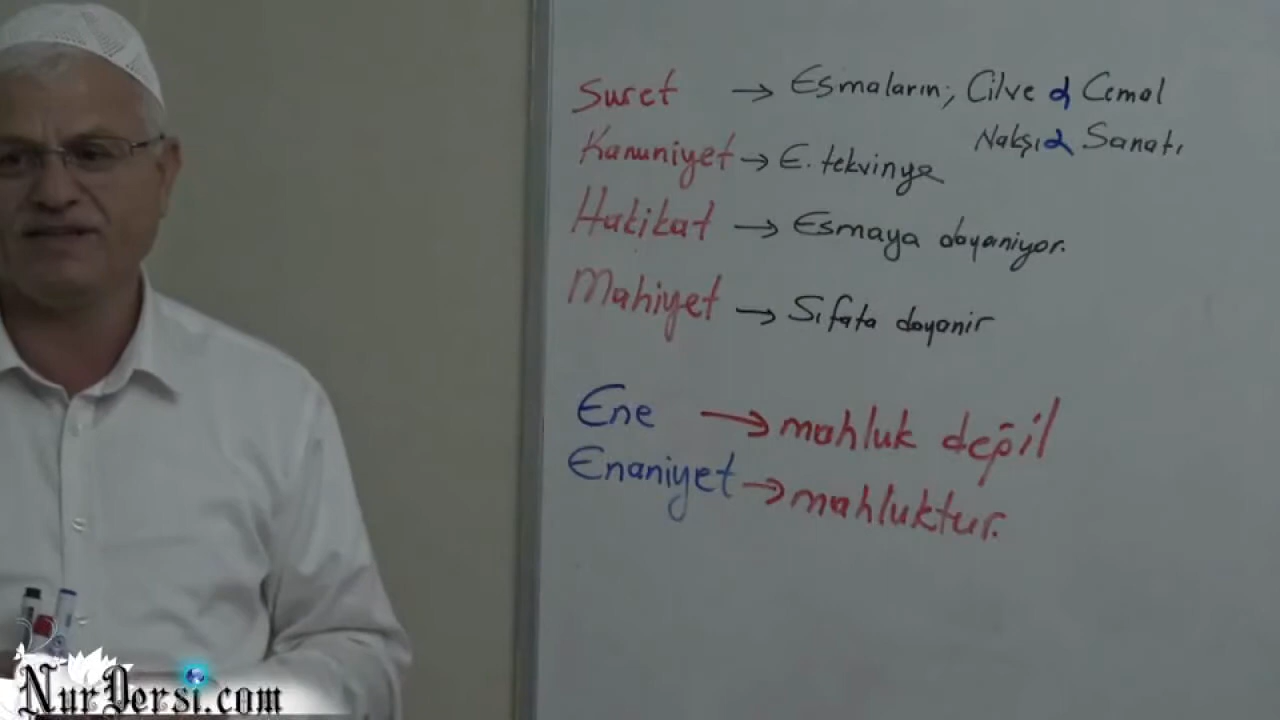 Suret → Esmaların; Cilve & Cemal
Nakşı & Sanatı
Kanuniyet → E. tekvinye
Hakikat → Esmaya dayanıyor.
Mahiyet → Sıfata dayanır
Ene → mahluk değil
Enaniyet → mahluktur.
NurDersi.com